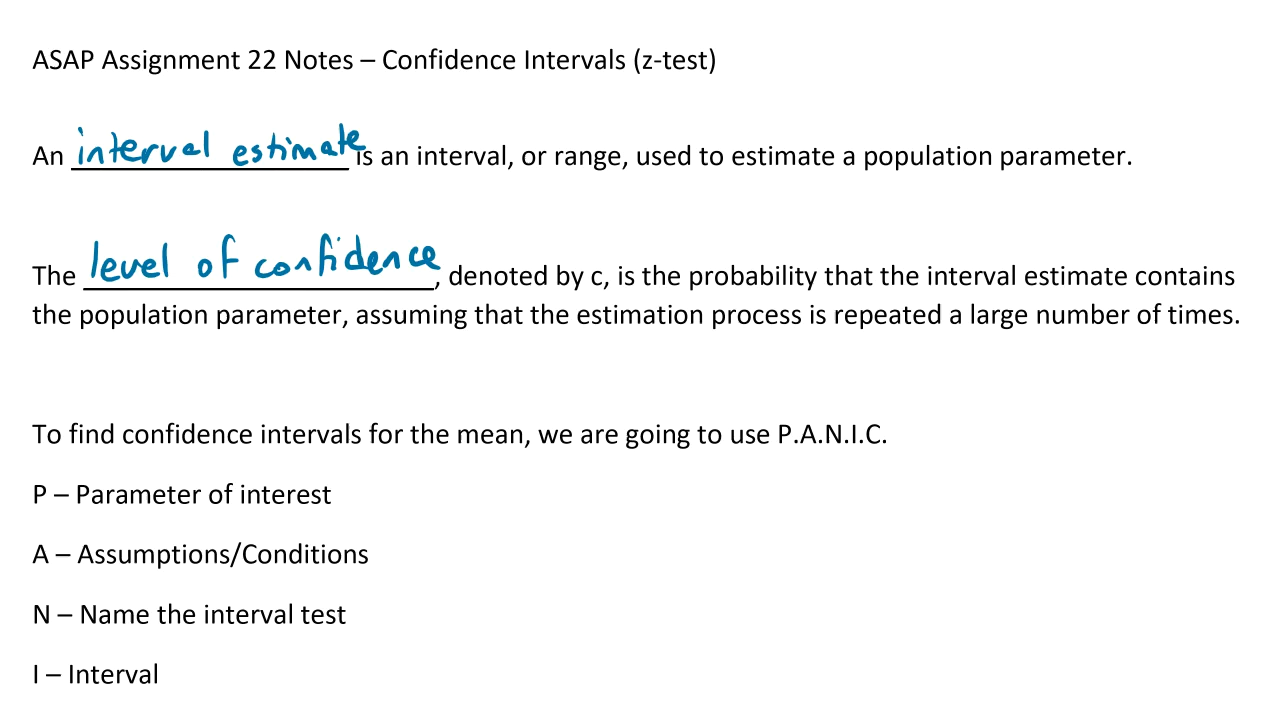 ASAP Assignment 22 Notes – Confidence Intervals (z-test)
An interval estimate is an interval, or range, used to estimate a population parameter.
The level of confidence, denoted by c, is the probability that the interval estimate contains
the population parameter, assuming that the estimation process is repeated a large number of times.
To find confidence intervals for the mean, we are going to use P.A.N.I.C.
P – Parameter of interest
A – Assumptions/Conditions
N – Name the interval test
I – Interval